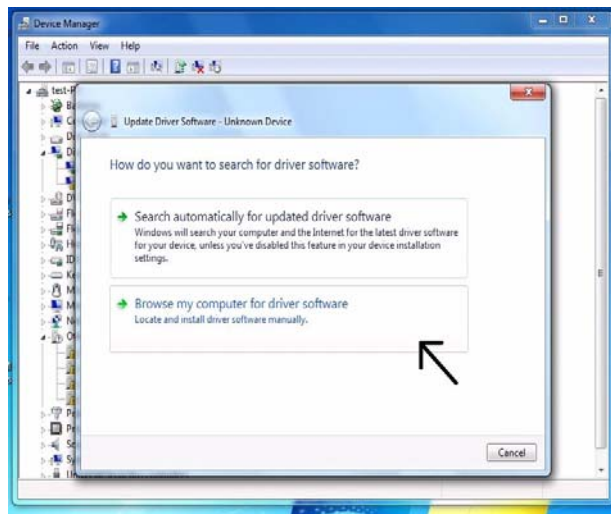 Device Manager
File Action View Help
test-P
Update Driver Software - Unknown Device
How do you want to search for driver software?
Search automatically for updated driver software
Windows will search your computer and the Internet for the latest driver software
for your device, unless you've disabled this feature in your device installation
settings.
Browse my computer for driver software
Locate and install driver software manually.
Cancel